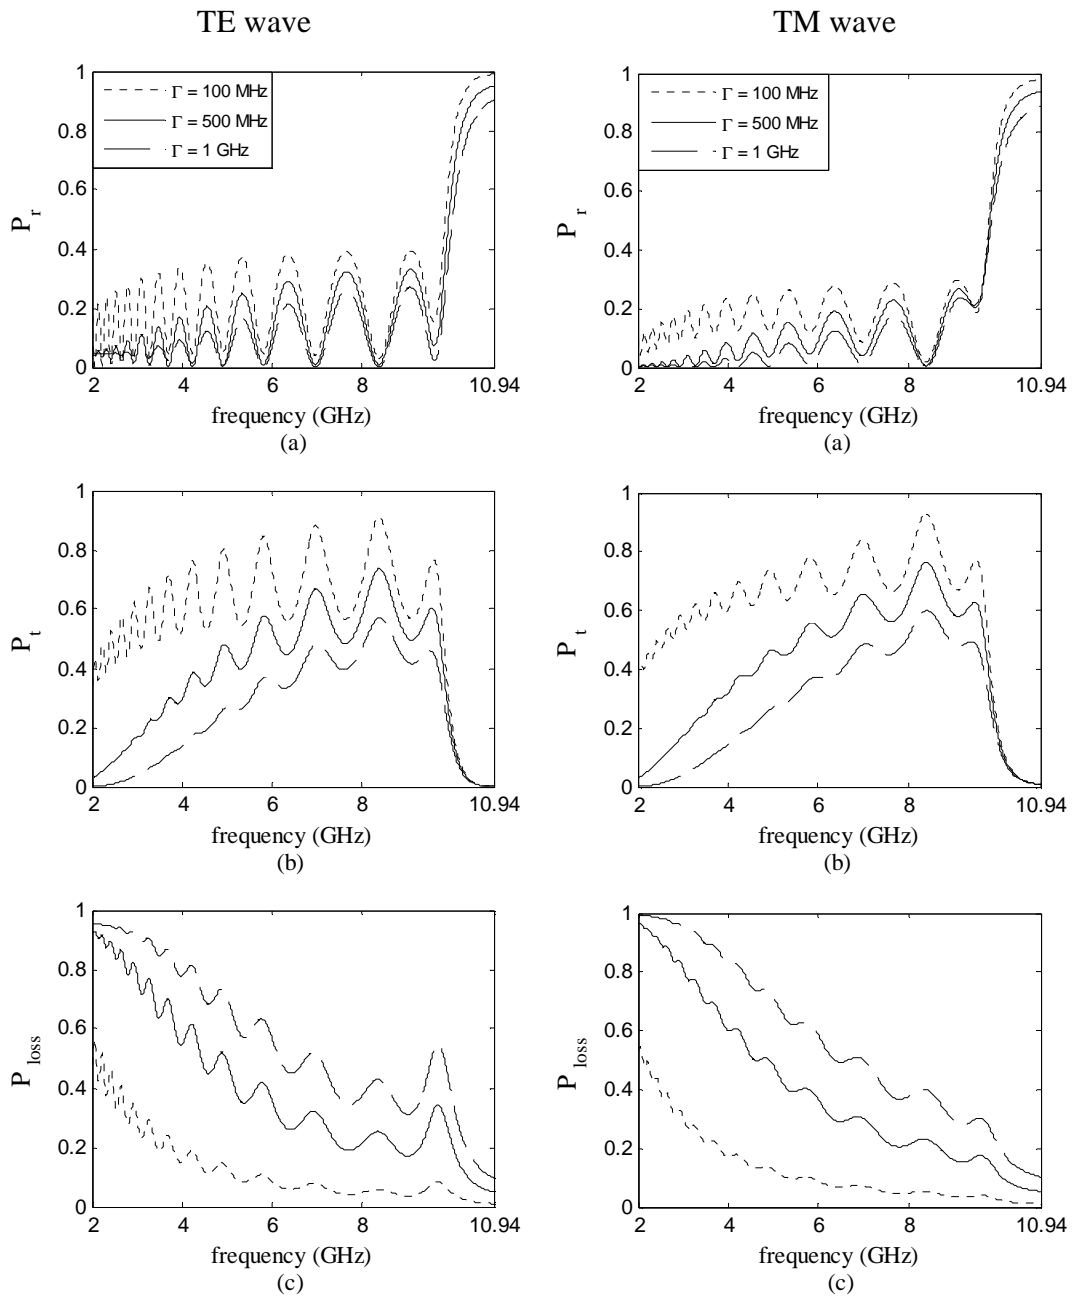 TE wave
TM wave
1
0.8
0.6
0.4
0.2
0
P r
Γ = 100 MHz
Γ = 500 MHz
Γ = 1 GHz
2 4 6 8 10.94
frequency (GHz)
(a)
1
0.8
0.6
0.4
0.2
0
P r
Γ = 100 MHz
Γ = 500 MHz
Γ = 1 GHz
2 4 6 8 10.94
frequency (GHz)
(a)
1
0.8
0.6
0.4
0.2
0
P t
2 4 6 8 10.94
frequency (GHz)
(b)
1
0.8
0.6
0.4
0.2
0
P t
2 4 6 8 10.94
frequency (GHz)
(b)
1
0.8
0.6
0.4
0.2
0
P loss
2 4 6 8 10.94
frequency (GHz)
(c)
1
0.8
0.6
0.4
0.2
0
P loss
2 4 6 8 10.94
frequency (GHz)
(c)